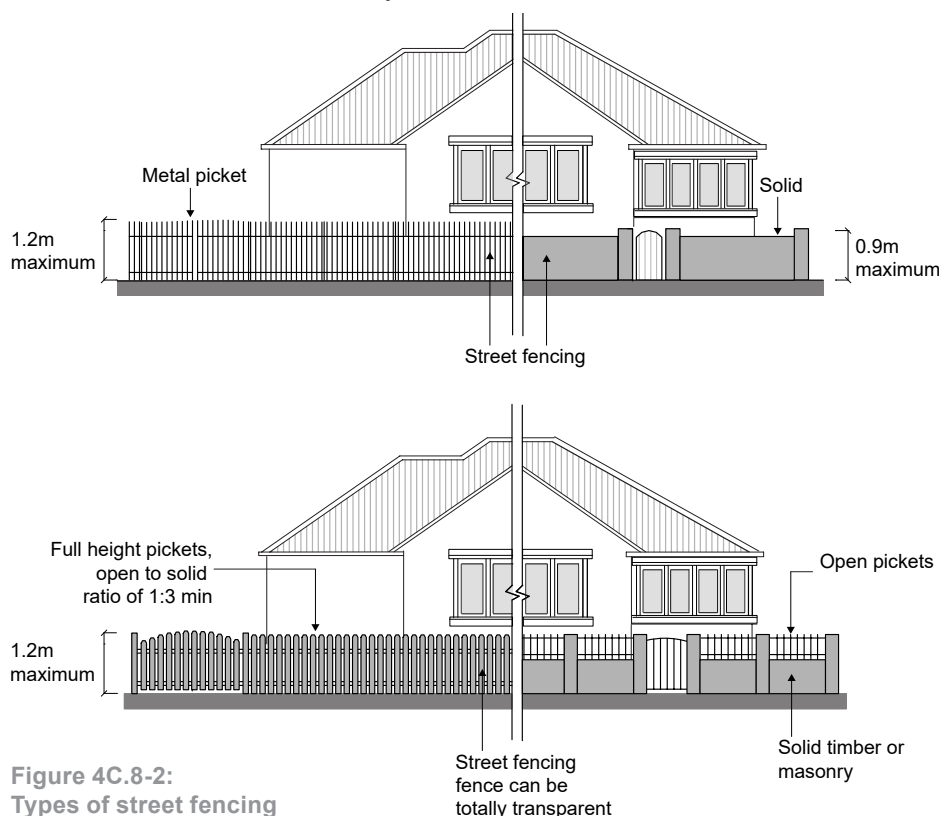 Metal picket
Solid
1.2m
maximum
0.9m
maximum
Street fencing
Full height pickets,
open to solid
ratio of 1:3 min
Open pickets
1.2m
maximum
Street fencing
fence can be
totally transparent
Solid timber or
masonry
Figure 4C.8-2:
Types of street fencing